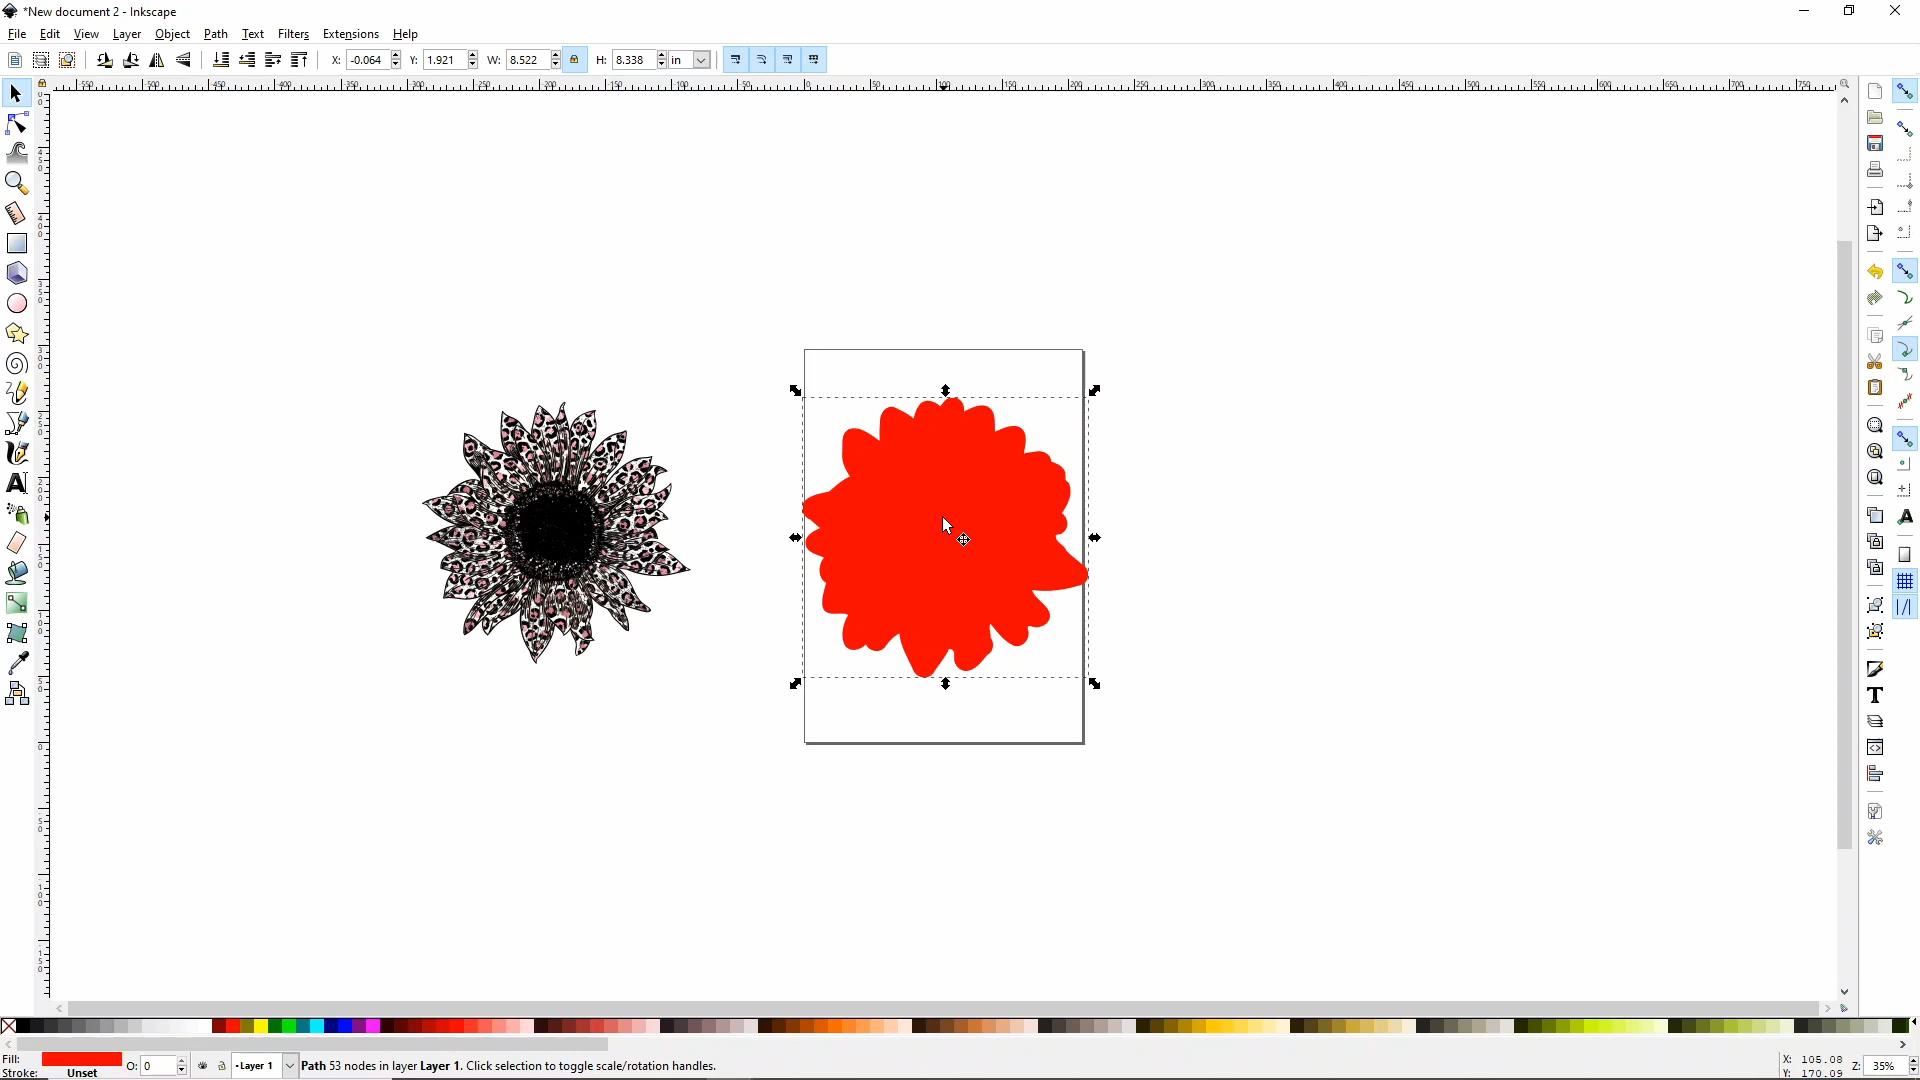 *New document 2 - Inkscape
File Edit View Layer Object Path Text Filters Extensions Help
X: -0.064 Y: 1.921 W: 8.522 H: 8.338 in
Fill: O: 0 •Layer 1 Path 53 nodes in layer Layer 1. Click selection to toggle scale/rotation handles. X: 105.08 Z: 35%
Stroke: Unset Y: 170.09